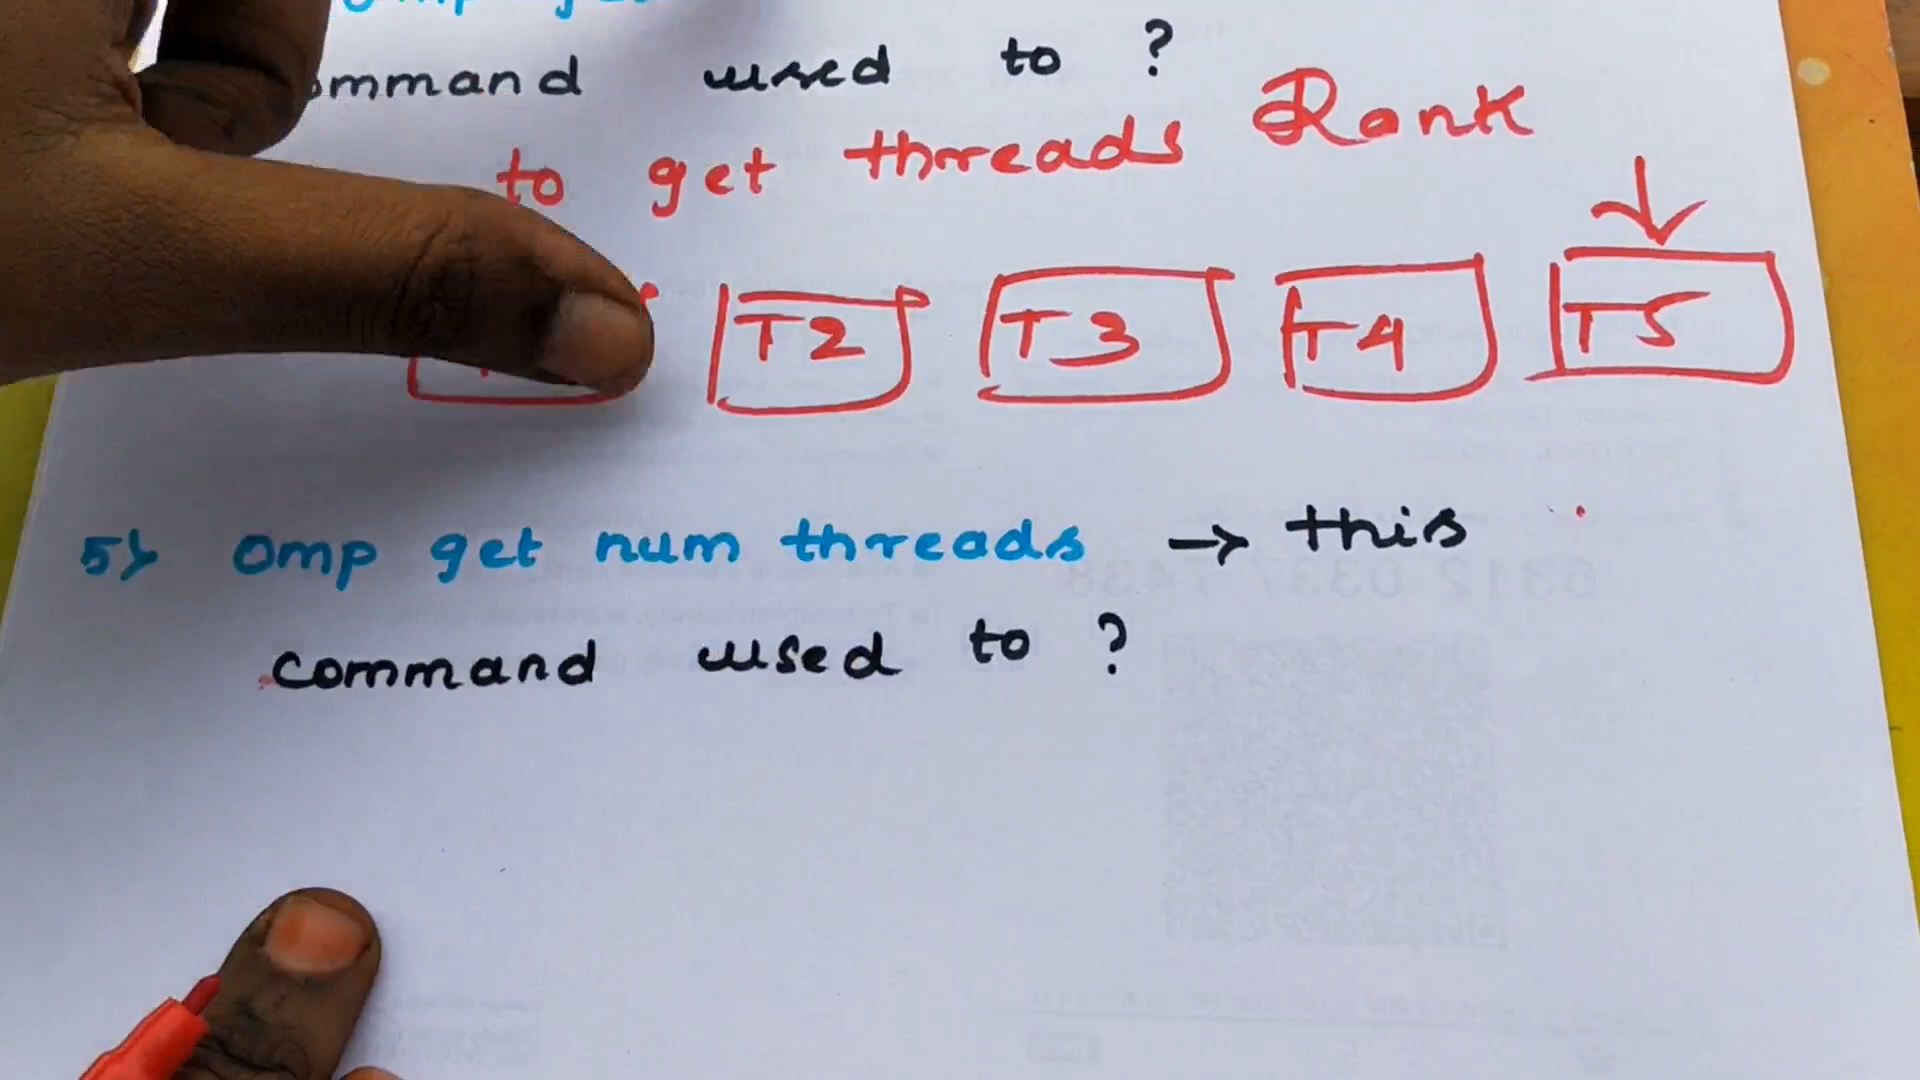 ommand used to ?
to get threads Rank
T2 T3 T4 T5
5) Omp get num threads → this
command used to ?